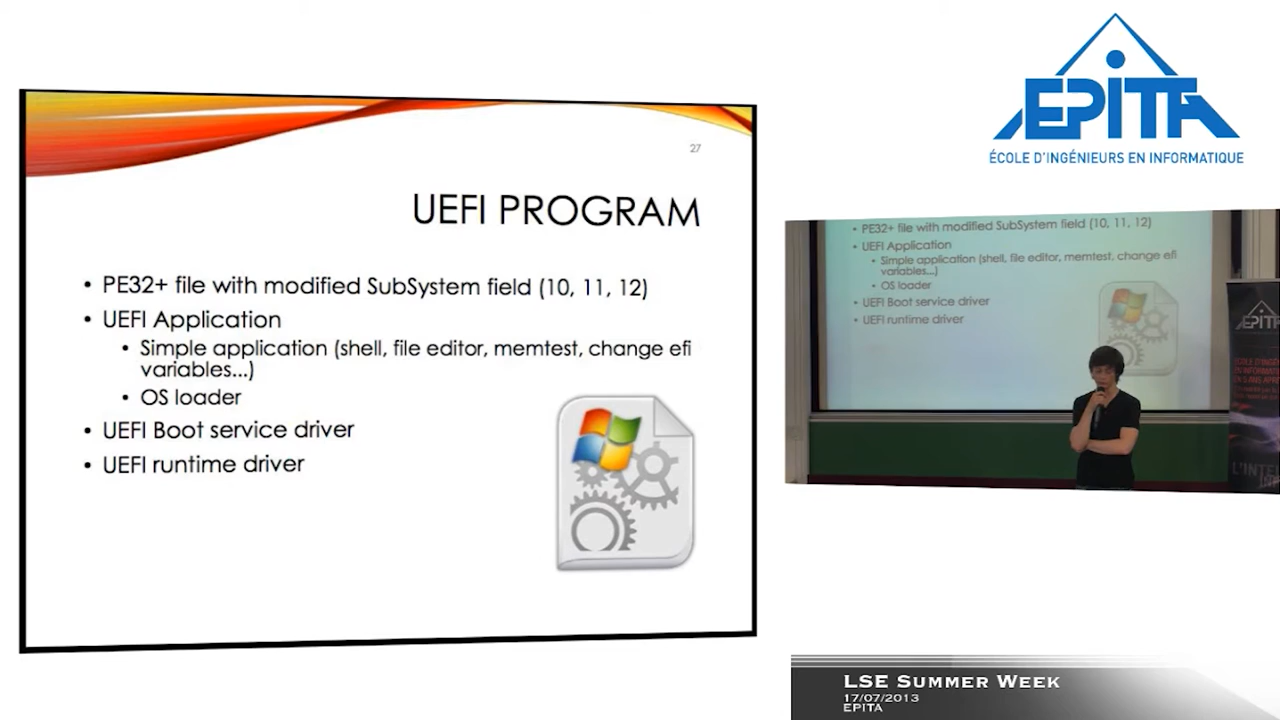 27
UEFI PROGRAM
• PE32+ file with modified SubSystem field (10, 11, 12)
• UEFI Application
• Simple application (shell, file editor, memtest, change efi
variables...)
• OS loader
• UEFI Boot service driver
• UEFI runtime driver
EPITA
ÉCOLE D'INGÉNIEURS EN INFORMATIQUE
• PE32+ file with modified SubSystem field (10, 11, 12)
• UEFI Application
• Simple application (shell, file editor, memtest, change efi
variables...)
• OS loader
• UEFI Boot service driver
• UEFI runtime driver
EPITA
LSE SUMMER WEEK
17/07/2013
EPITA